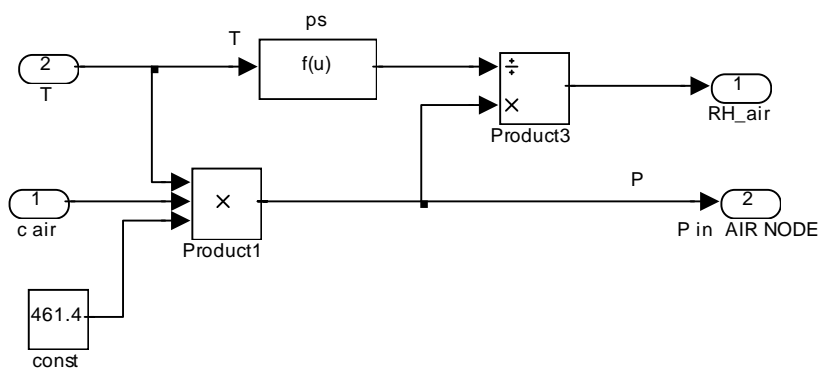 ps
T
2
T
f(u)
÷
×
Product3
1
RH_air
1
c air
×
Product1
P
2
P in AIR NODE
461.4
const